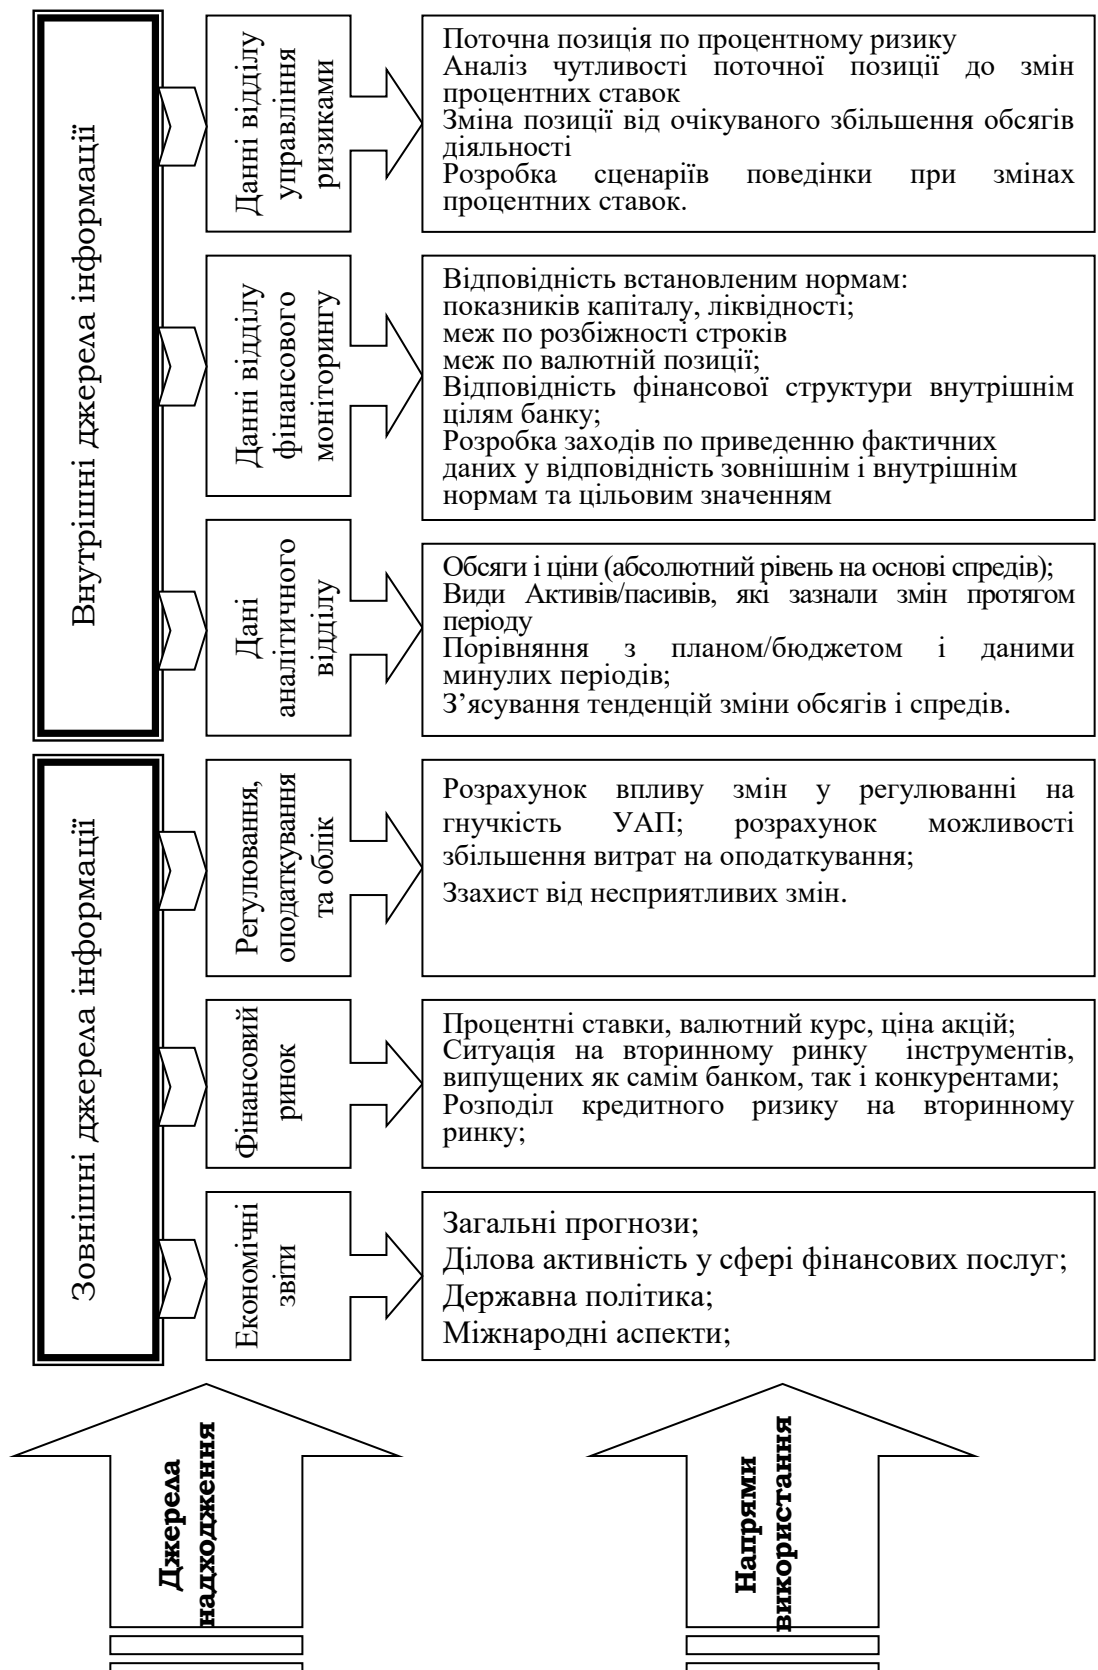 Внутрішні джерела інформації
Данні відділу
управління
ризиками
Поточна позиція по процентному ризику
Аналіз чутливості поточної позиції до змін
процентних ставок
Зміна позиції від очікуваного збільшення обсягів
діяльності
Розробка сценаріїв поведінки при змінах
процентних ставок.
Данні відділу
фінансового
моніторингу
Відповідність встановленим нормам:
показників капіталу, ліквідності;
меж по розбіжності строків
меж по валютній позиції;
Відповідність фінансової структури внутрішнім
цілям банку;
Розробка заходів по приведенню фактичних
даних у відповідність зовнішнім і внутрішнім
нормам та цільовим значенням
Дані
аналітичного
відділу
Обсяги і ціни (абсолютний рівень на основі спредів);
Види Активів/пасивів, які зазнали змін протягом
періоду
Порівняння з планом/бюджетом і даними
минулих періодів;
З’ясування тенденцій зміни обсягів і спредів.
Зовнішні джерела інформації
Регулювання,
оподаткування
та облік
Розрахунок впливу змін у регулюванні на
гнучкість УАП; розрахунок можливості
збільшення витрат на оподаткування;
Ззахист від несприятливих змін.
Фінансовий
ринок
Процентні ставки, валютний курс, ціна акцій;
Ситуація на вторинному ринку інструментів,
випущених як самім банком, так і конкурентами;
Розподіл кредитного ризику на вторинному
ринку;
Економічні
звіти
Загальні прогнози;
Ділова активність у сфері фінансових послуг;
Державна політика;
Міжнародні аспекти;
Джерела
надходження
Напрями
використання